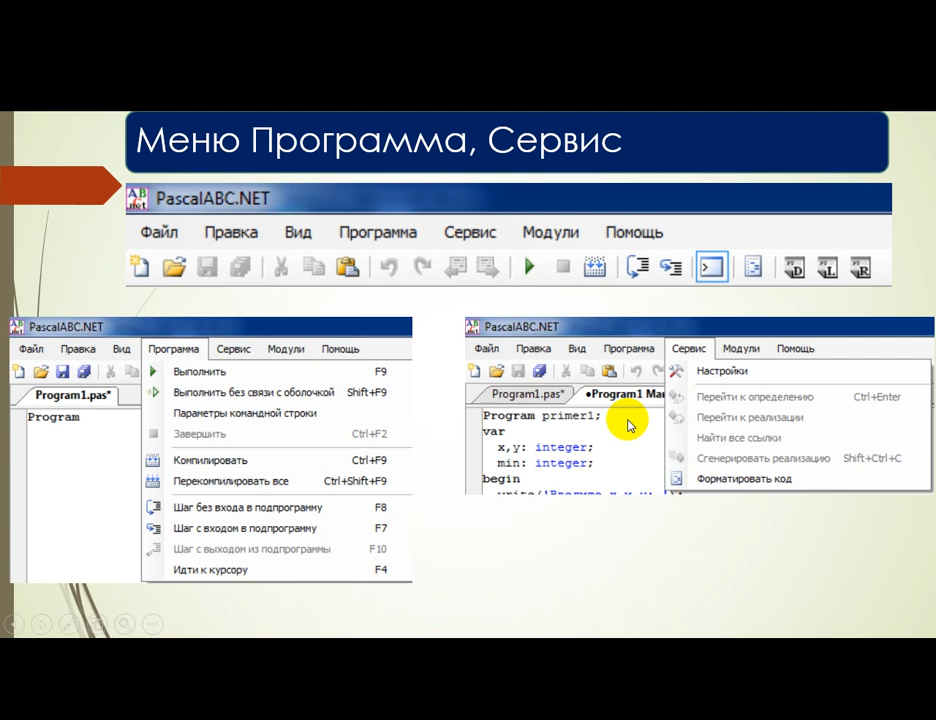 Меню Программа, Сервис
PascalABC.NET
Файл Правка Вид Программа Сервис Модули Помощь
PascalABC.NET
Файл Правка Вид Программа Сервис Модули Помощь
Program1.pas*
Program
Выполнить F9
Выполнить без связи с оболочкой Shift+F9
Параметры командной строки
Завершить Ctrl+F2
Компилировать Ctrl+F9
Перекомпилировать все Ctrl+Shift+F9
Шаг без входа в подпрограмму F8
Шаг с входом в подпрограмму F7
Шаг с выходом из подпрограммы F10
Идти к курсору F4
PascalABC.NET
Файл Правка Вид Программа Сервис Модули Помощь
Program1.pas* •Program1
Program primer1;
var
x,y: integer;
min: integer;
begin
Настройки
Перейти к определению Ctrl+Enter
Перейти к реализации
Найти все ссылки
Сгенерировать реализацию Shift+Ctrl+C
Форматировать код